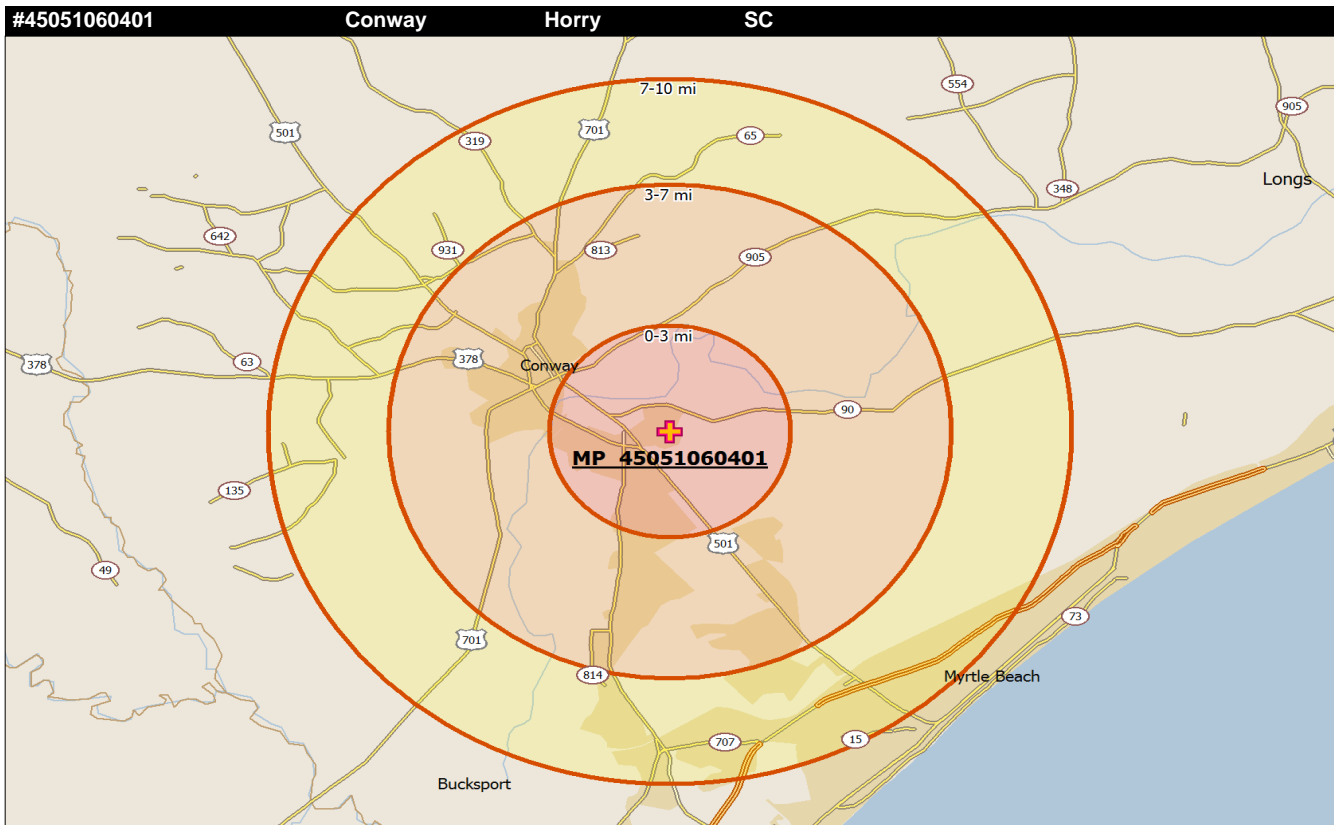 #45051060401 Conway Horry SC
7-10 mi
554
905
501
319
701
65
Longs
3-7 mi
348
642
931
813
905
0-3 mi
378
63
378
Conway
90
MP 45051060401
135
501
49
73
701
814
Myrtle Beach
707
15
Bucksport